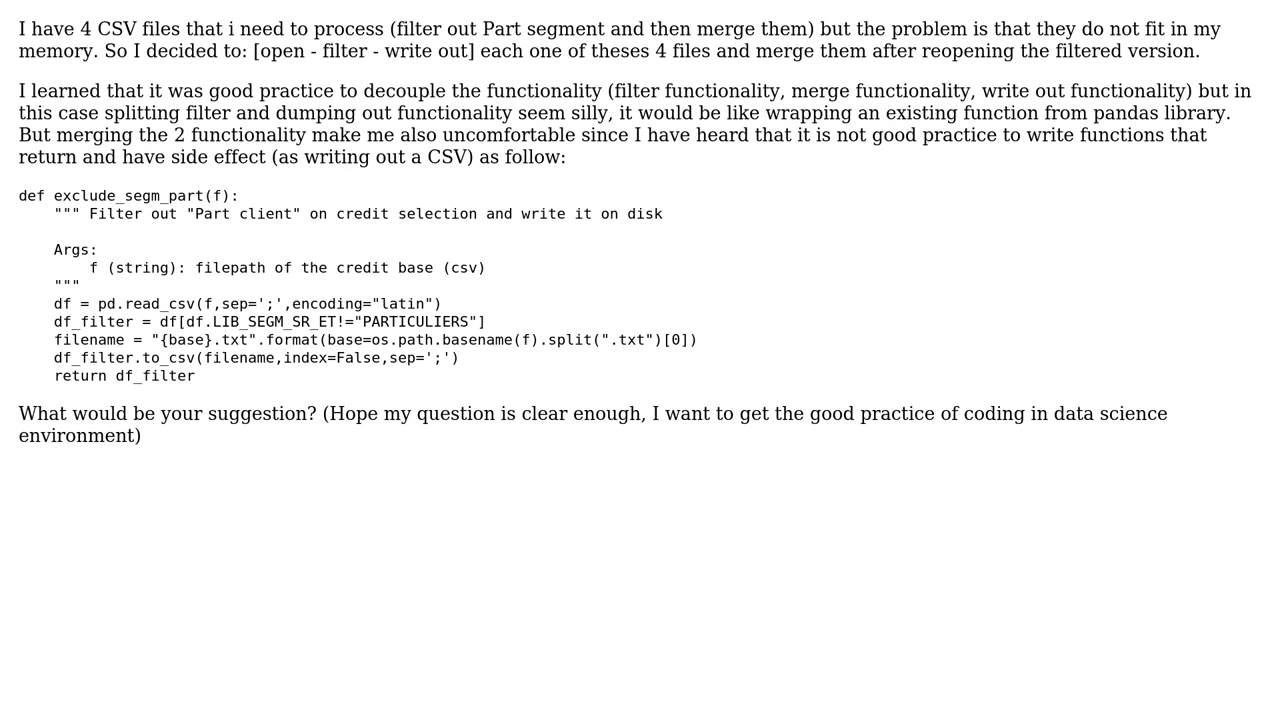 I have 4 CSV files that i need to process (filter out Part segment and then merge them) but the problem is that they do not fit in my
memory. So I decided to: [open - filter - write out] each one of theses 4 files and merge them after reopening the filtered version.
I learned that it was good practice to decouple the functionality (filter functionality, merge functionality, write out functionality) but in
this case splitting filter and dumping out functionality seem silly, it would be like wrapping an existing function from pandas library.
But merging the 2 functionality make me also uncomfortable since I have heard that it is not good practice to write functions that
return and have side effect (as writing out a CSV) as follow:
def exclude_segm_part(f):
    """ Filter out "Part client" on credit selection and write it on disk
    Args:
        f (string): filepath of the credit base (csv)
    """
    df = pd.read_csv(f,sep=';',encoding="latin")
    df_filter = df[df.LIB_SEGM_SR_ET!="PARTICULIERS"]
    filename = "{base}.txt".format(base=os.path.basename(f).split(".txt")[0])
    df_filter.to_csv(filename,index=False,sep=';')
    return df_filter
What would be your suggestion? (Hope my question is clear enough, I want to get the good practice of coding in data science
environment)